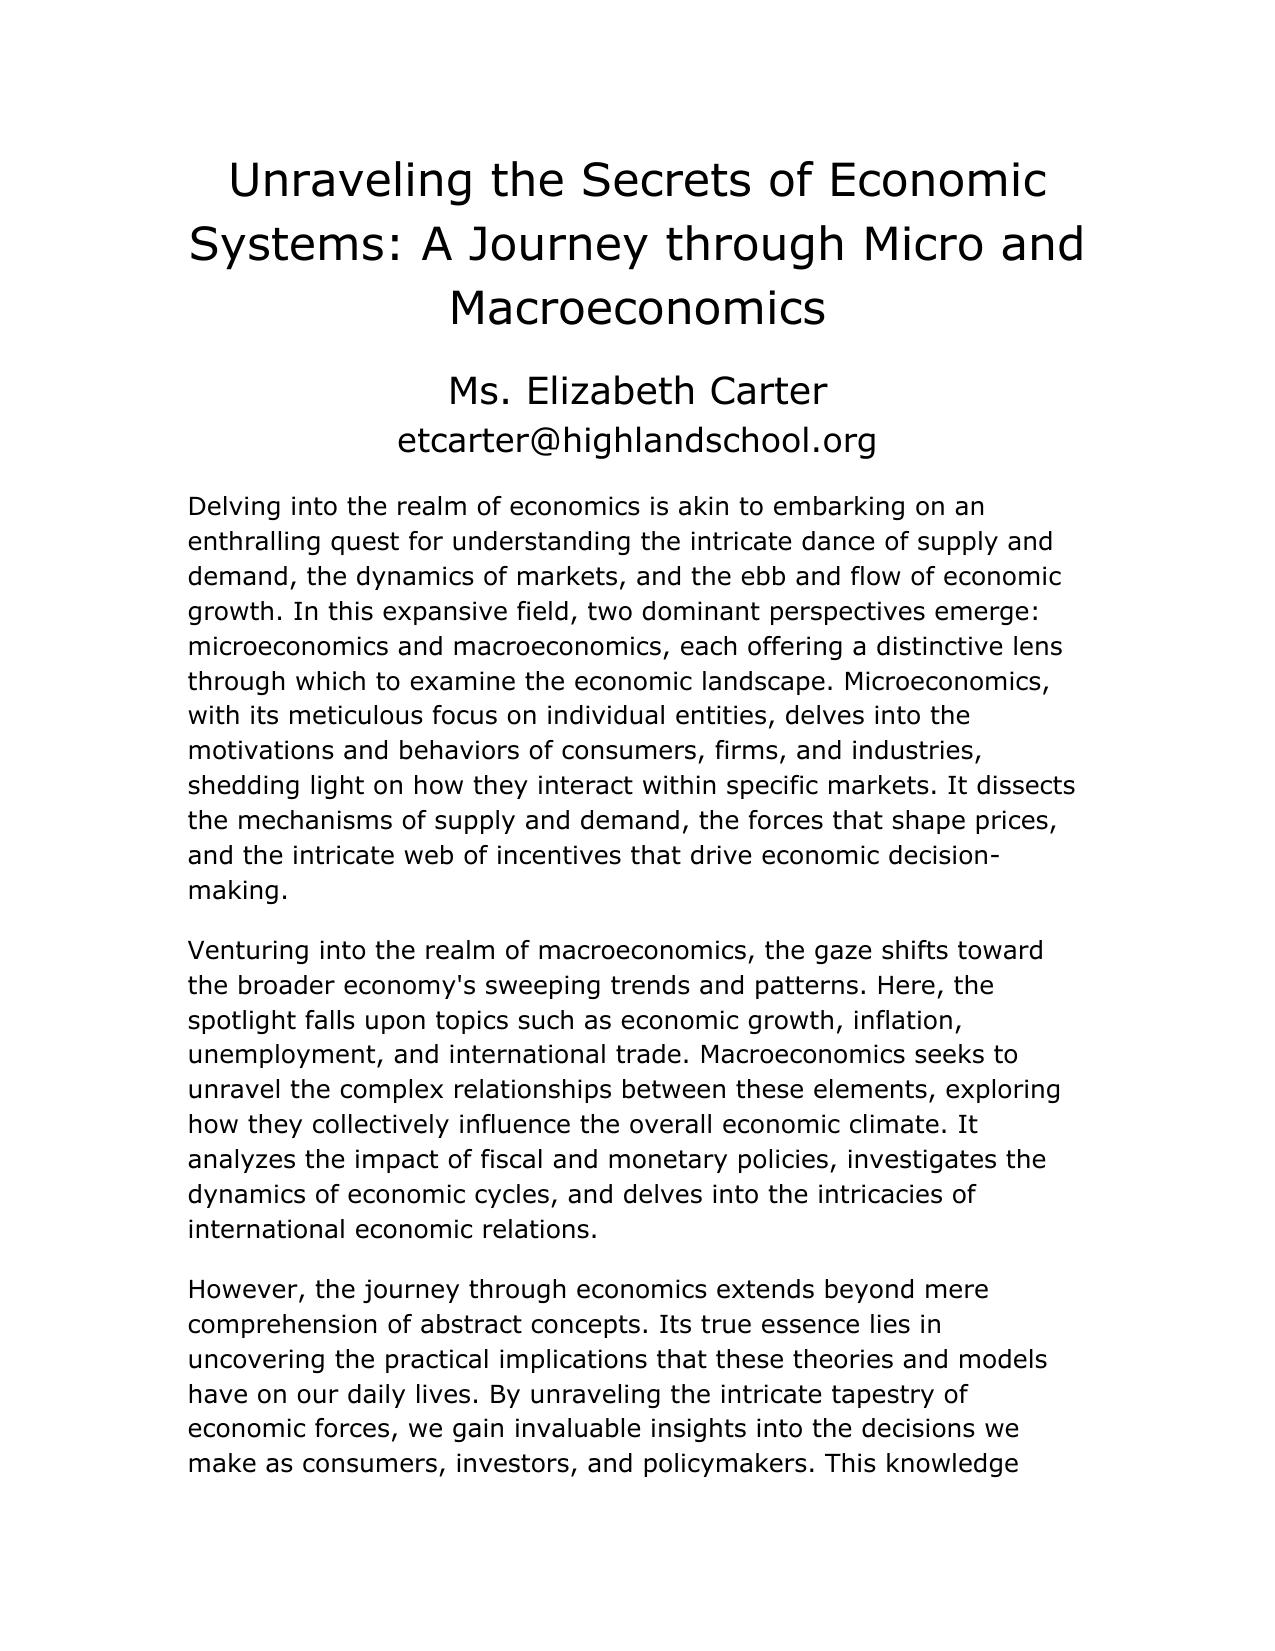 Unraveling the Secrets of Economic
Systems: A Journey through Micro and
Macroeconomics
Ms. Elizabeth Carter
etcarter@highlandschool.org
Delving into the realm of economics is akin to embarking on an
enthralling quest for understanding the intricate dance of supply and
demand, the dynamics of markets, and the ebb and flow of economic
growth. In this expansive field, two dominant perspectives emerge:
microeconomics and macroeconomics, each offering a distinctive lens
through which to examine the economic landscape. Microeconomics,
with its meticulous focus on individual entities, delves into the
motivations and behaviors of consumers, firms, and industries,
shedding light on how they interact within specific markets. It dissects
the mechanisms of supply and demand, the forces that shape prices,
and the intricate web of incentives that drive economic decision-
making.
Venturing into the realm of macroeconomics, the gaze shifts toward
the broader economy's sweeping trends and patterns. Here, the
spotlight falls upon topics such as economic growth, inflation,
unemployment, and international trade. Macroeconomics seeks to
unravel the complex relationships between these elements, exploring
how they collectively influence the overall economic climate. It
analyzes the impact of fiscal and monetary policies, investigates the
dynamics of economic cycles, and delves into the intricacies of
international economic relations.
However, the journey through economics extends beyond mere
comprehension of abstract concepts. Its true essence lies in
uncovering the practical implications that these theories and models
have on our daily lives. By unraveling the intricate tapestry of
economic forces, we gain invaluable insights into the decisions we
make as consumers, investors, and policymakers. This knowledge